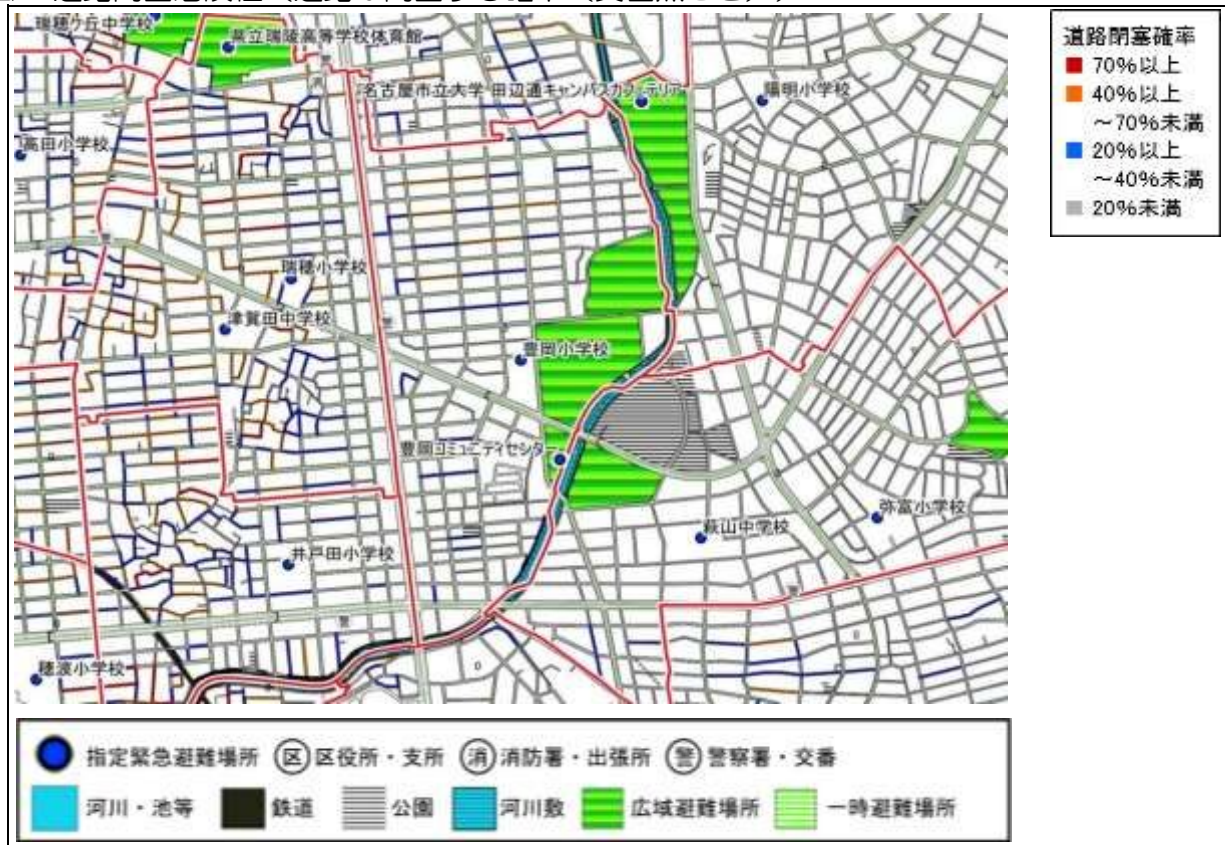 瑞穂ケ丘中学校
県立瑞陵高等学校体育館
名古屋市立大学 田辺通キャンパスカフェテリア
陽明小学校
高田小学校
瑞穂小学校
津賀田中学校
豊岡小学校
豊岡コミュニティセンター
弥富小学校
萩山中学校
井戸田小学校
穂波小学校
道路閉塞確率
70%以上
40%以上
～70%未満
20%以上
～40%未満
20%未満
指定緊急避難場所 区 区役所・支所 消 消防署・出張所 警 警察署・交番
河川・池等 鉄道 公園 河川敷 広域避難場所 一時避難場所